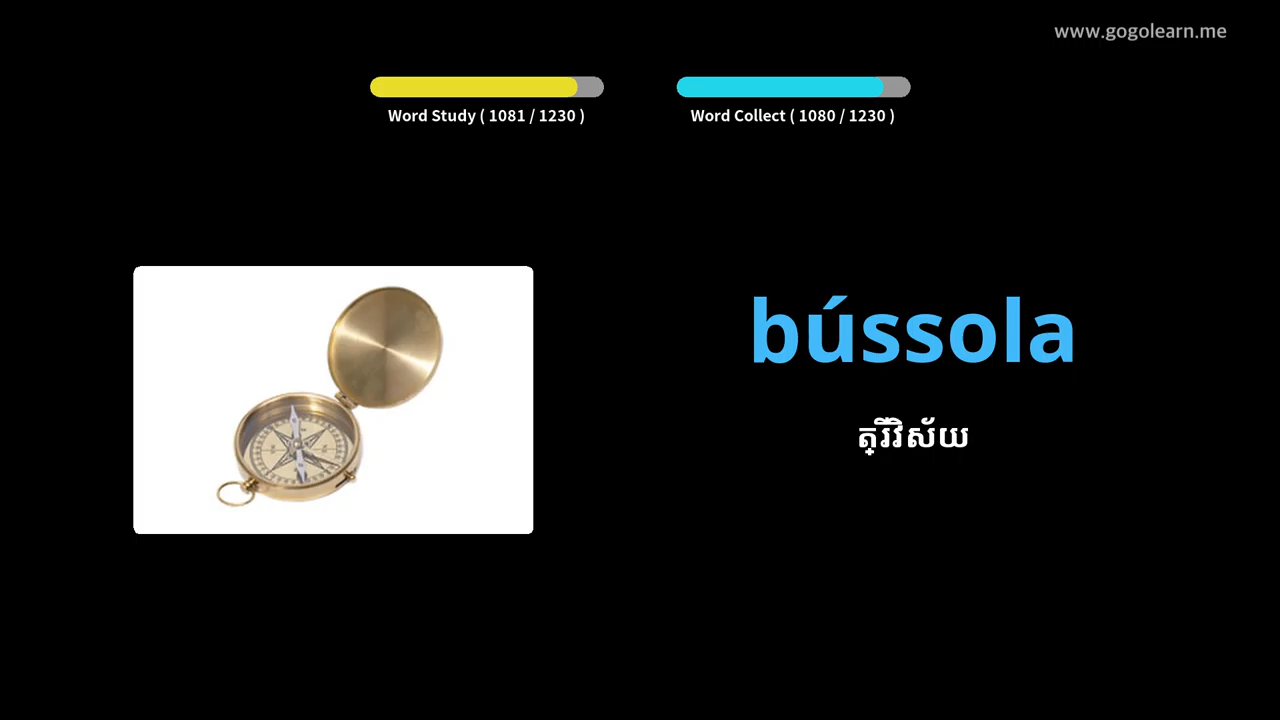 www.gogolearn.me
Word Study ( 1081 / 1230 )
Word Collect ( 1080 / 1230 )
bússola
ត្រីវិស័យ